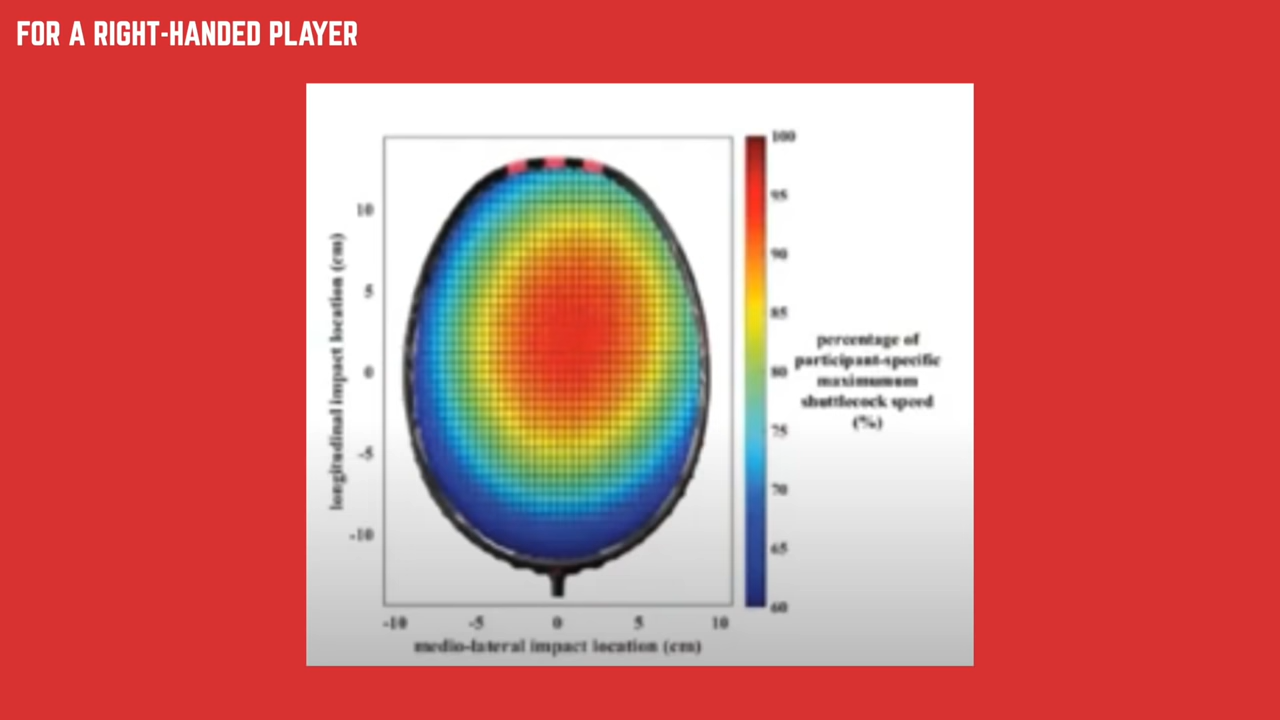 FOR A RIGHT-HANDED PLAYER
100
95
90
85
80
75
70
65
60
percentage of
participant-specific
maximumum
shuttlecock speed
(%)
longitudinal impact location (cm)
10
5
0
-5
-10
-10 -5 0 5 10
medio-lateral impact location (cm)